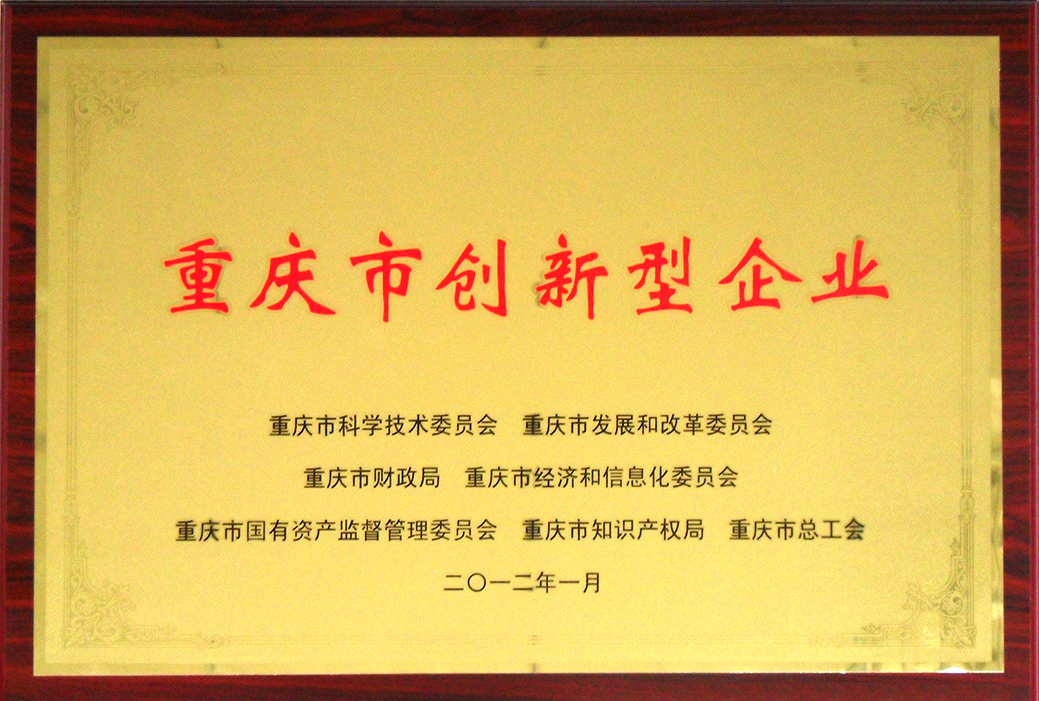 重庆市创新型企业
重庆市科学技术委员会 重庆市发展和改革委员会
重庆市财政局 重庆市经济和信息化委员会
重庆市国有资产监督管理委员会 重庆市知识产权局 重庆市总工会
二〇一二年一月